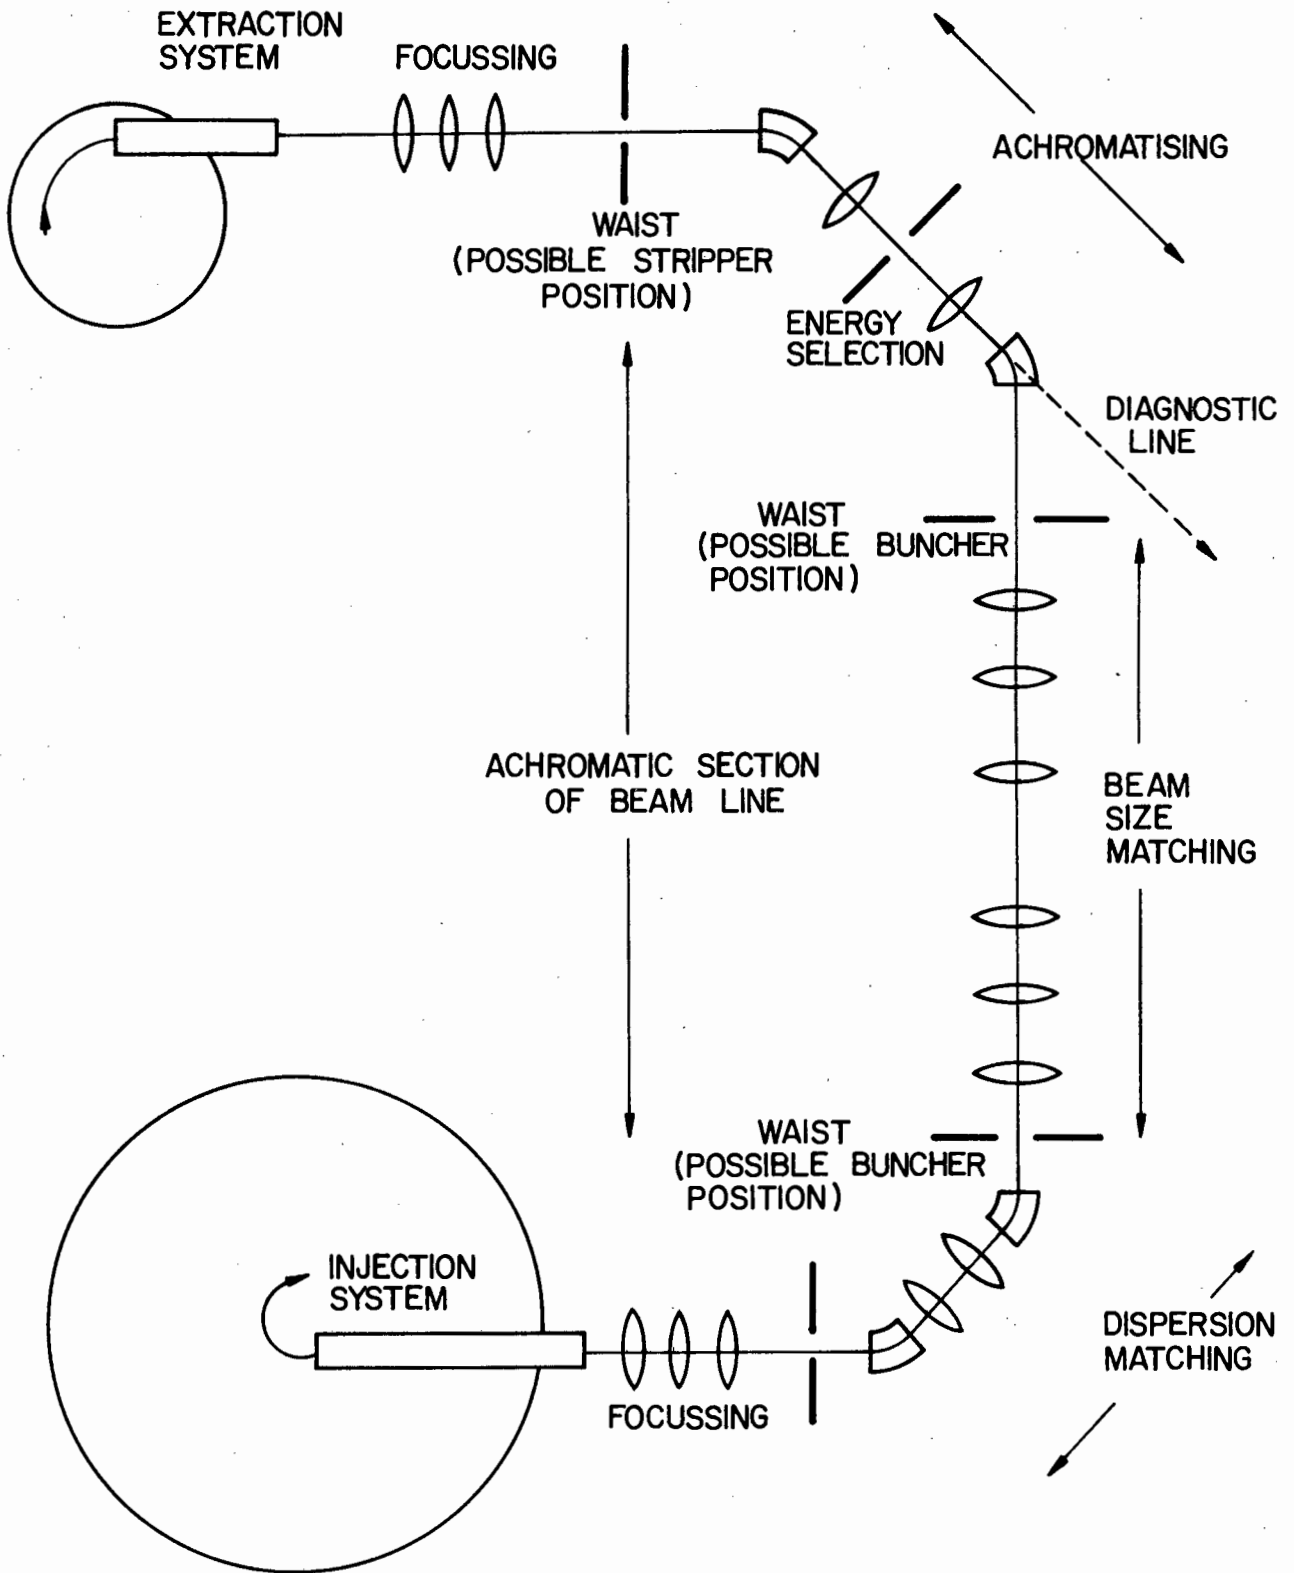 EXTRACTION
SYSTEM
FOCUSSING
WAIST
(POSSIBLE STRIPPER
POSITION)
ACHROMATISING
ENERGY
SELECTION
DIAGNOSTIC
LINE
WAIST
(POSSIBLE BUNCHER
POSITION)
ACHROMATIC SECTION
OF BEAM LINE
BEAM
SIZE
MATCHING
WAIST
(POSSIBLE BUNCHER
POSITION)
INJECTION
SYSTEM
FOCUSSING
DISPERSION
MATCHING